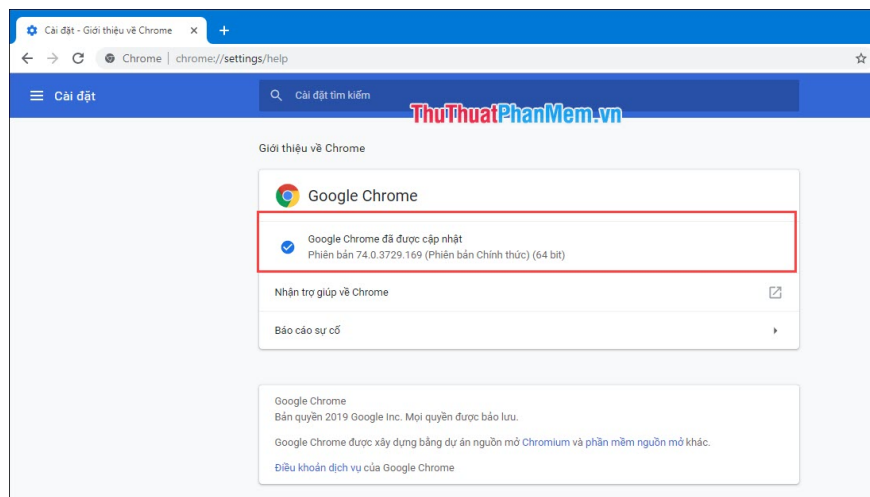 Cài đặt - Giới thiệu về Chrome
Chrome | chrome://settings/help
Cài đặt
Cài đặt tìm kiếm
ThuThuatPhanMem.vn
Giới thiệu về Chrome
Google Chrome
Google Chrome đã được cập nhật
Phiên bản 74.0.3729.169 (Phiên bản Chính thức) (64 bit)
Nhận trợ giúp về Chrome
Báo cáo sự cố
Google Chrome
Bản quyền 2019 Google Inc. Mọi quyền được bảo lưu.
Google Chrome được xây dựng bằng dự án nguồn mở Chromium và phần mềm nguồn mở khác.
Điều khoản dịch vụ của Google Chrome